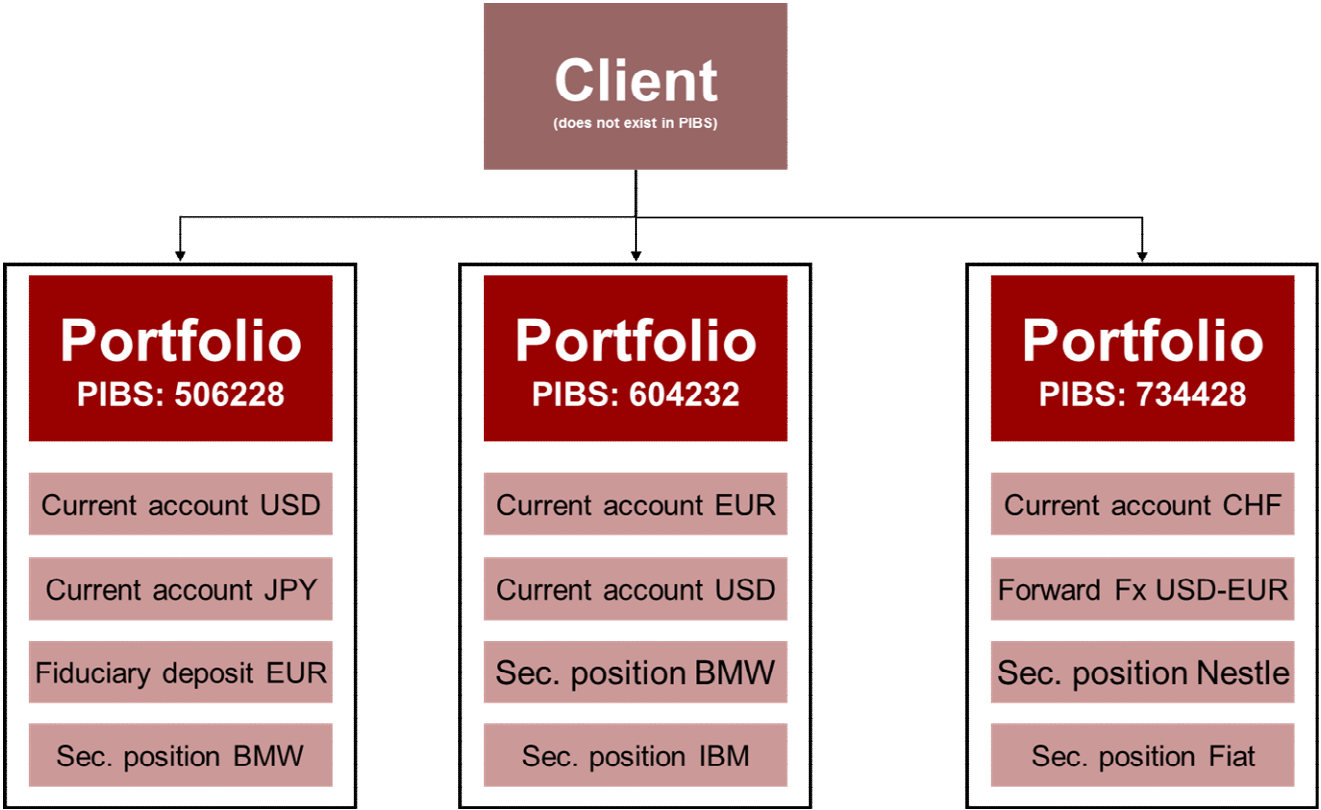 Client
(does not exist in PIBS)
Portfolio
PIBS: 506228
Current account USD
Current account JPY
Fiduciary deposit EUR
Sec. position BMW
Portfolio
PIBS: 604232
Current account EUR
Current account USD
Sec. position BMW
Sec. position IBM
Portfolio
PIBS: 734428
Current account CHF
Forward Fx USD-EUR
Sec. position Nestle
Sec. position Fiat